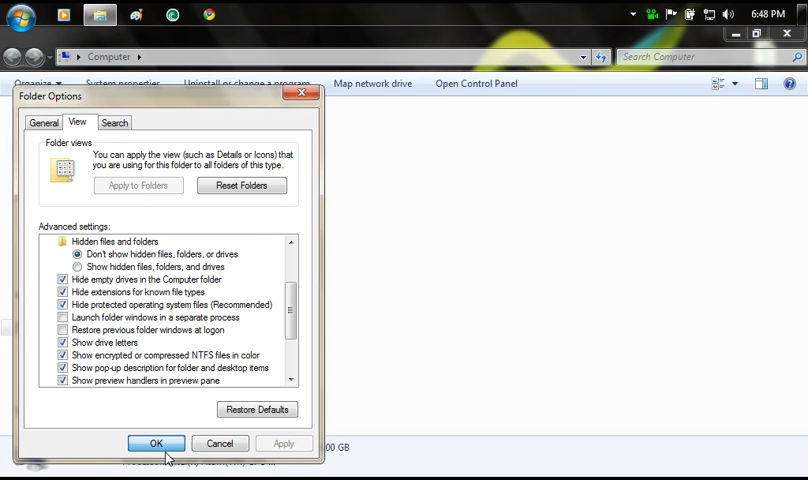 6:48 PM
Computer
Search Computer
Organize System properties Uninstall or change a program Map network drive Open Control Panel
Folder Options
General View Search
Folder views
You can apply the view (such as Details or Icons) that
you are using for this folder to all folders of this type.
Apply to Folders Reset Folders
Advanced settings:
Hidden files and folders
Don't show hidden files, folders, or drives
Show hidden files, folders, and drives
Hide empty drives in the Computer folder
Hide extensions for known file types
Hide protected operating system files (Recommended)
Launch folder windows in a separate process
Restore previous folder windows at logon
Show drive letters
Show encrypted or compressed NTFS files in color
Show pop-up description for folder and desktop items
Show preview handlers in preview pane
Restore Defaults
OK Cancel Apply
00 GB